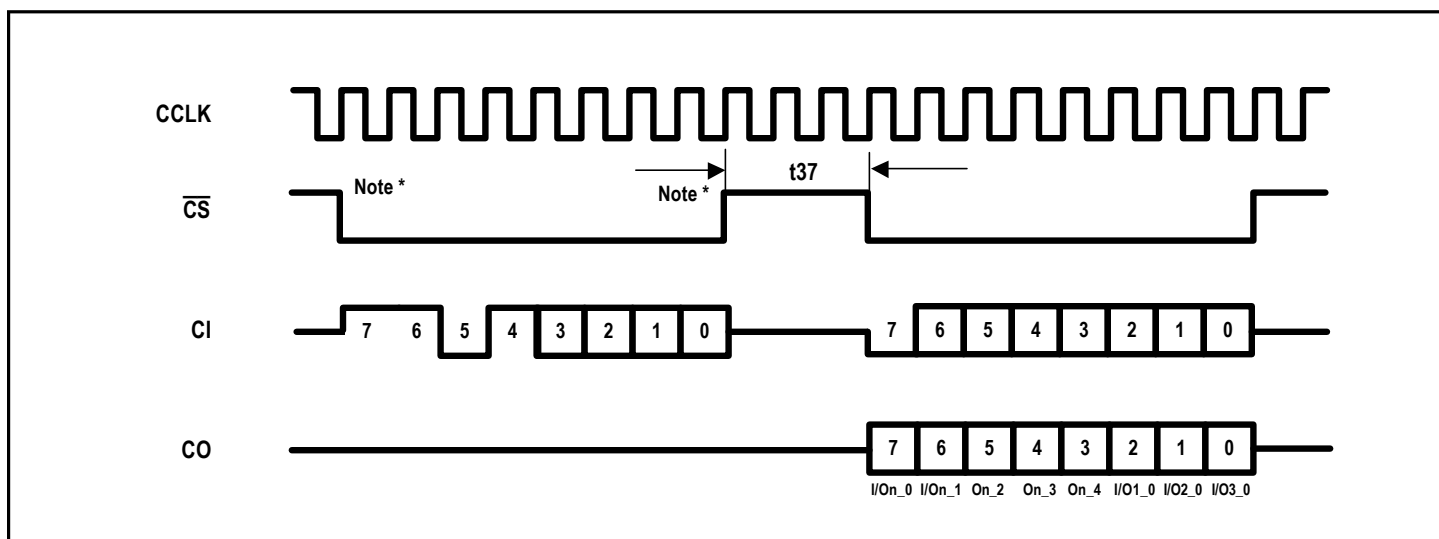 CCLK
t37
Note * Note *
CS
CI 7 6 5 4 3 2 1 0 7 6 5 4 3 2 1 0
CO 7 6 5 4 3 2 1 0
I/On_0 I/On_1 On_2 On_3 On_4 I/O1_0 I/O2_0 I/O3_0